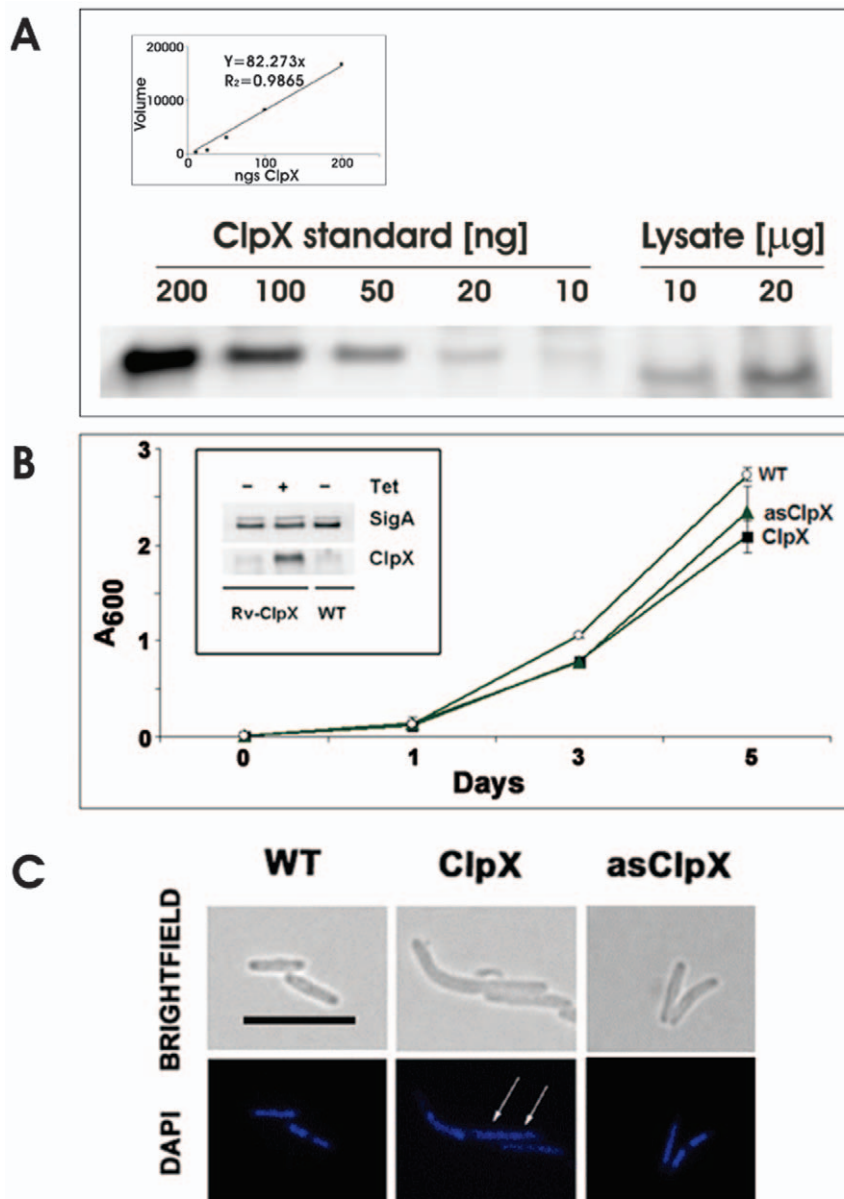 A
20000
Y=82.273x
R2=0.9865
Volume
10000
0
0 100 200
ngs ClpX
ClpX standard [ng] Lysate [μg]
200 100 50 20 10 10 20
B
3
2
1
0
A600
- + - Tet
SigA
ClpX
Rv-ClpX WT
WT
asClpX
ClpX
0 1 3 5
Days
C
WT ClpX asClpX
BRIGHTFIELD
DAPI